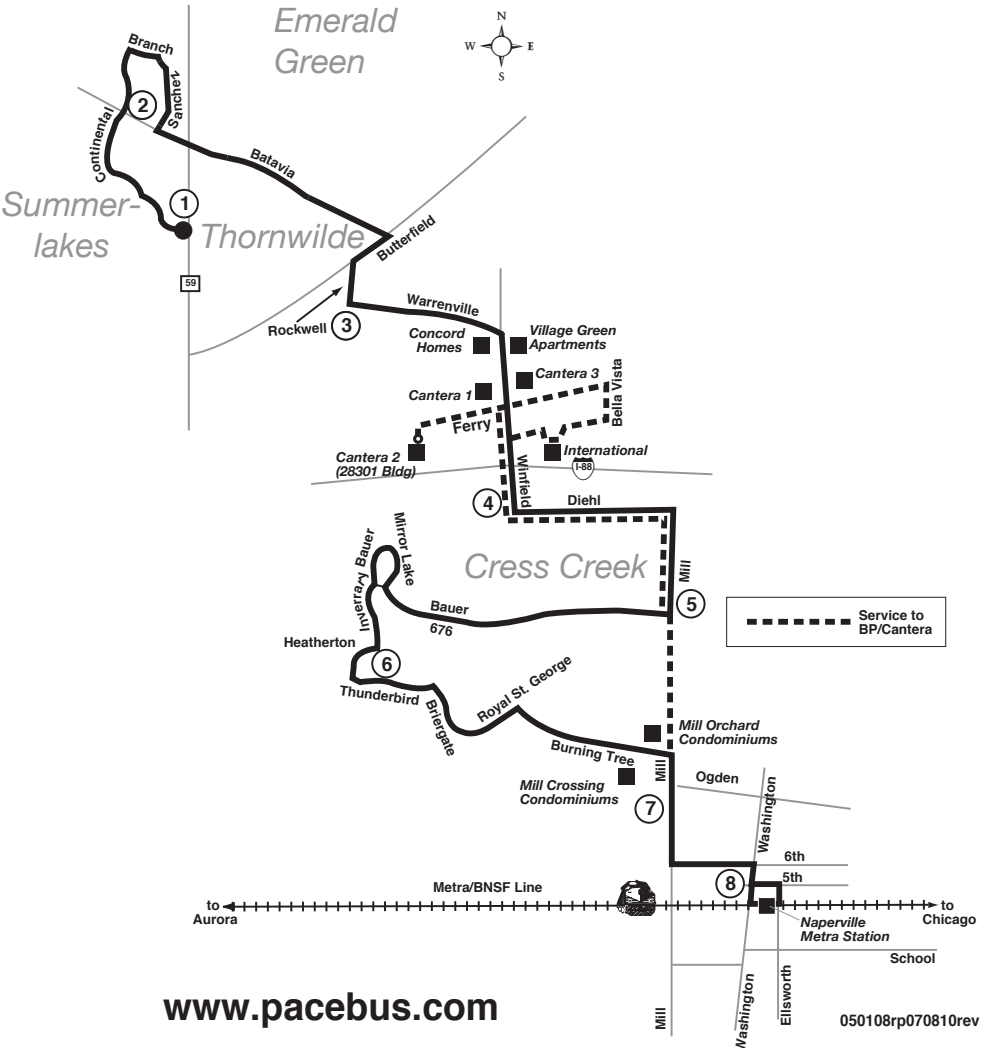 Emerald
Green
N
W
E
S
Branch
Sanchez
2
Continental
Batavia
Summer-
lakes
1
Thornwilde
Butterfield
59
Rockwell
3
Warrenville
Concord
Homes
Village Green
Apartments
Cantera 3
Cantera 1
Bella Vista
Ferry
Cantera 2
(28301 Bldg)
International
I-88
Winfield
4
Diehl
Mirror Lake
Bauer
Inverrary
Cress Creek
Mill
5
Bauer
676
Service to
BP/Cantera
Heatherton
6
Thunderbird
Briergate
Royal St. George
Burning Tree
Mill Orchard
Condominiums
Mill
Mill Crossing
Condominiums
7
Ogden
Washington
6th
5th
8
Metra/BNSF Line
to
Aurora
to
Chicago
Naperville
Metra Station
School
Mill
Washington
Ellsworth
www.pacebus.com
050108rp070810rev